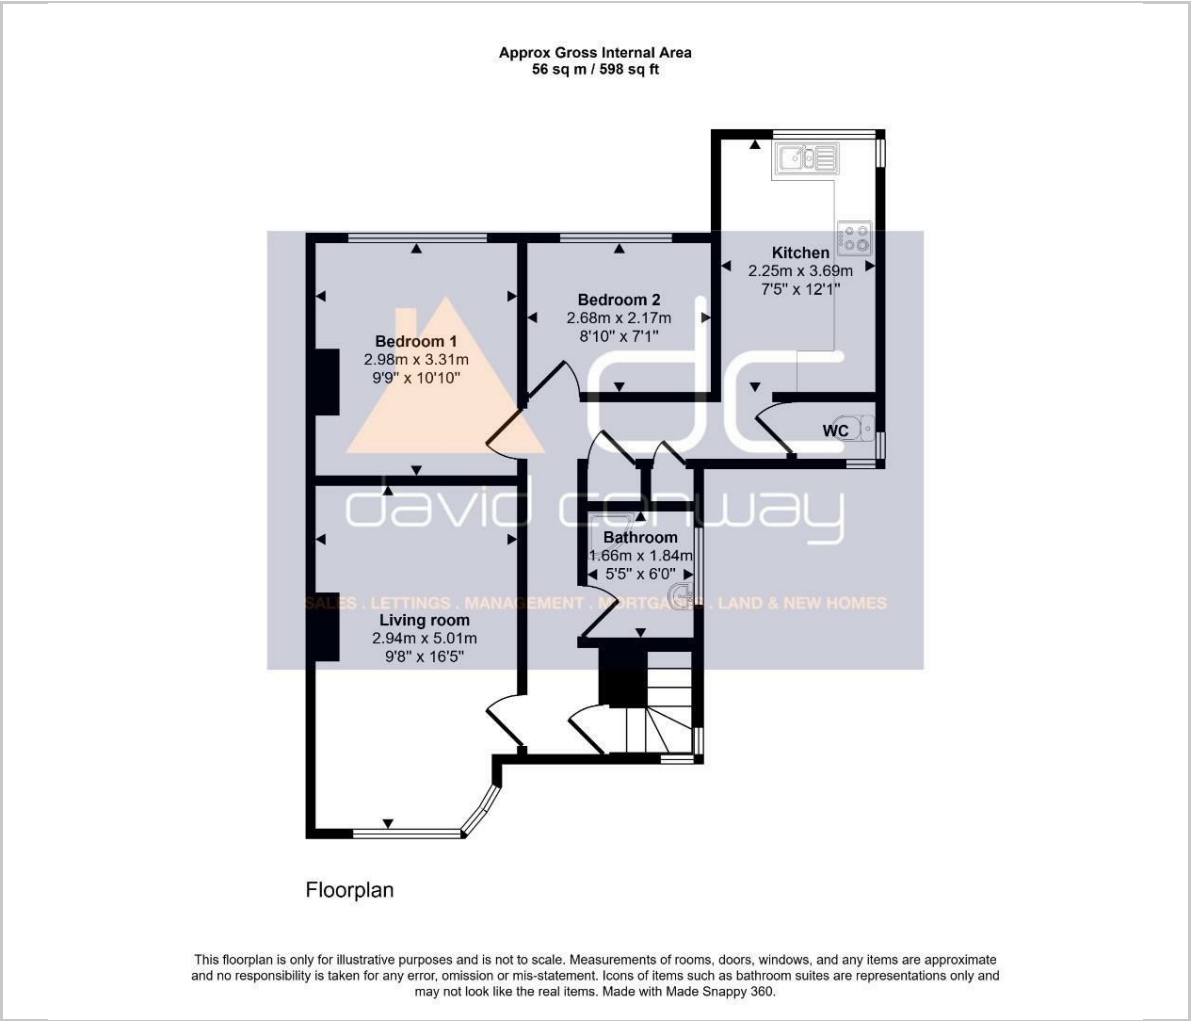 Approx Gross Internal Area
56 sq m / 598 sq ft
Kitchen
2.25m x 3.69m
7'5" x 12'1"
Bedroom 2
2.68m x 2.17m
8'10" x 7'1"
Bedroom 1
2.98m x 3.31m
9'9" x 10'10"
dc
WC
david conway
Bathroom
1.66m x 1.84m
5'5" x 6'0"
SALES . LETTINGS . MANAGEMENT . MORTGAGES . LAND & NEW HOMES
Living room
2.94m x 5.01m
9'8" x 16'5"
Floorplan
This floorplan is only for illustrative purposes and is not to scale. Measurements of rooms, doors, windows, and any items are approximate
and no responsibility is taken for any error, omission or mis-statement. Icons of items such as bathroom suites are representations only and
may not look like the real items. Made with Made Snappy 360.